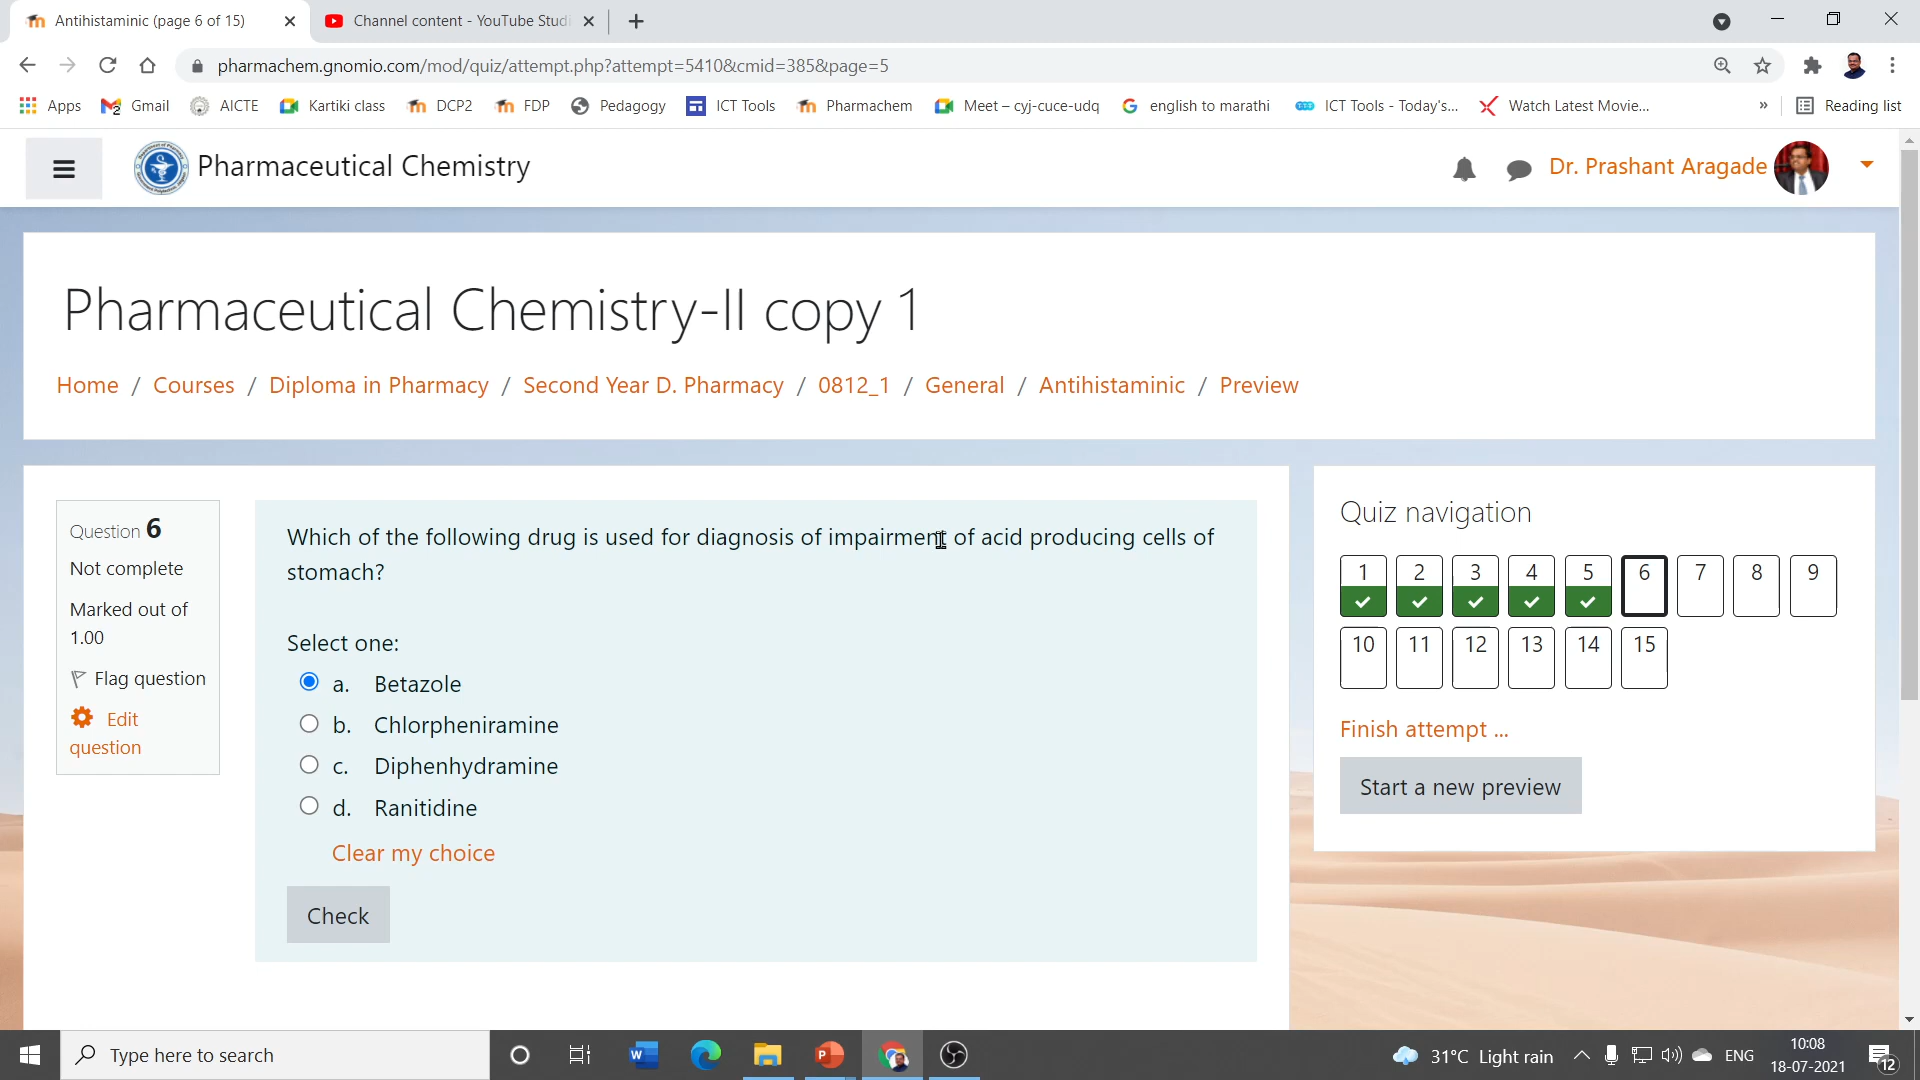 Antihistaminic (page 6 of 15)
Channel content - YouTube Studi
pharmachem.gnomio.com/mod/quiz/attempt.php?attempt=5410&cmid=385&page=5
Apps Gmail AICTE Kartiki class DCP2 FDP Pedagogy ICT Tools Pharmachem Meet – cyj-cuce-udq english to marathi ICT Tools - Today's... Watch Latest Movie... » Reading list
Pharmaceutical Chemistry
Dr. Prashant Aragade
Pharmaceutical Chemistry-II copy 1
Home / Courses / Diploma in Pharmacy / Second Year D. Pharmacy / 0812_1 / General / Antihistaminic / Preview
Question 6
Not complete
Marked out of
1.00
Flag question
Edit
question
Which of the following drug is used for diagnosis of impairment of acid producing cells of
stomach?
Select one:
a. Betazole
b. Chlorpheniramine
c. Diphenhydramine
d. Ranitidine
Clear my choice
Check
Quiz navigation
1 2 3 4 5 6 7 8 9
10 11 12 13 14 15
Finish attempt ...
Start a new preview
Type here to search
31°C Light rain
ENG
10:08
18-07-2021
12